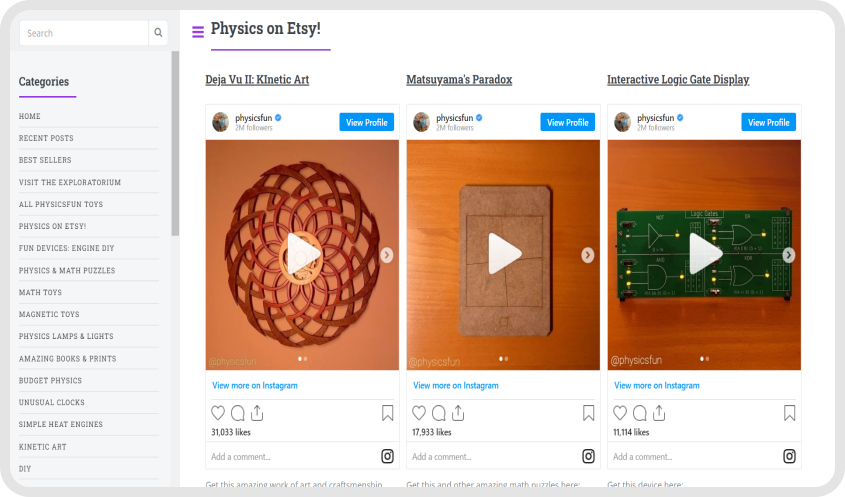 Search
Physics on Etsy!
Categories
HOME
RECENT POSTS
BEST SELLERS
VISIT THE EXPLORATORIUM
ALL PHYSICSFUN TOYS
PHYSICS ON ETSY!
FUN DEVICES: ENGINE DIY
PHYSICS & MATH PUZZLES
MATH TOYS
MAGNETIC TOYS
PHYSICS LAMPS & LIGHTS
AMAZING BOOKS & PRINTS
BUDGET PHYSICS
UNUSUAL CLOCKS
SIMPLE HEAT ENGINES
KINETIC ART
DIY
Deja Vu II: KInetic Art
physicsfun
2M followers
View Profile
@physicsfun
View more on Instagram
31,033 likes
Add a comment...
Get this amazing work of art and craftsmenship
Matsuyama's Paradox
physicsfun
2M followers
View Profile
@physicsfun
View more on Instagram
17,933 likes
Add a comment...
Get this and other amazing math puzzles here:
Interactive Logic Gate Display
physicsfun
2M followers
View Profile
Logic Gates
NOT
OR
AND
XOR
@physicsfun
View more on Instagram
11,114 likes
Add a comment...
Get this device here: